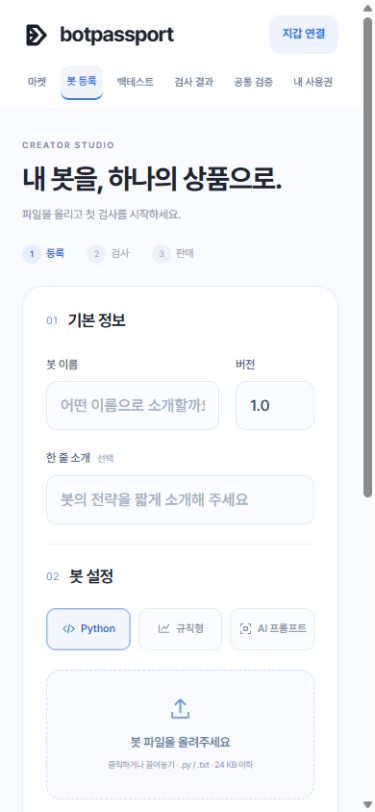 botpassport
지갑 연결
마켓 봇 등록 백테스트 검사 결과 공통 검증 내 사용권
CREATOR STUDIO
내 봇을, 하나의 상품으로.
파일을 올리고 첫 검사를 시작하세요.
1 등록 2 검사 3 판매
01 기본 정보
봇 이름 버전
어떤 이름으로 소개할까요 1.0
한 줄 소개 선택
봇의 전략을 짧게 소개해 주세요
02 봇 설정
Python 규칙형 AI 프롬프트
봇 파일을 올려주세요
클릭하거나 끌어놓기 · .py / .txt · 24 KB 이하